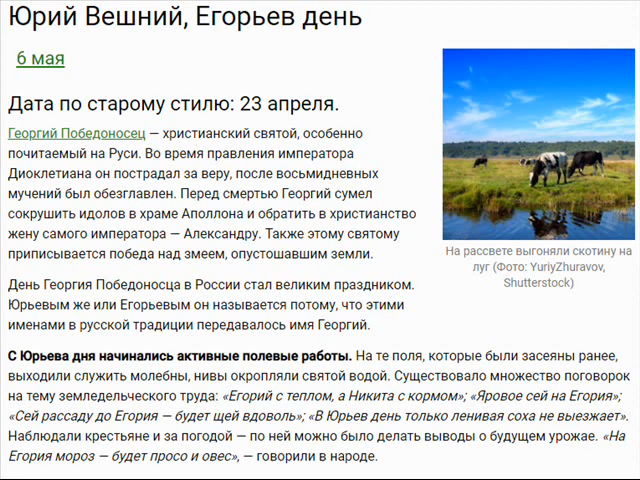 Юрий Вешний, Егорьев день
6 мая
Дата по старому стилю: 23 апреля.
Георгий Победоносец — христианский святой, особенно
почитаемый на Руси. Во время правления императора
Диоклетиана он пострадал за веру, после восьмидневных
мучений был обезглавлен. Перед смертью Георгий сумел
сокрушить идолов в храме Аполлона и обратить в христианство
жену самого императора — Александру. Также этому святому
приписывается победа над змеем, опустошавшим земли.
На рассвете выгоняли скотину на
луг (Фото: YuriyZhuravov,
Shutterstock)
День Георгия Победоносца в России стал великим праздником.
Юрьевым же или Егорьевым он называется потому, что этими
именами в русской традиции передавалось имя Георгий.
С Юрьева дня начинались активные полевые работы. На те поля, которые были засеяны ранее,
выходили служить молебны, нивы окропляли святой водой. Существовало множество поговорок
на тему земледельческого труда: «Егорий с теплом, а Никита с кормом»; «Яровое сей на Егория»;
«Сей рассаду до Егория — будет щей вдоволь»; «В Юрьев день только ленивая соха не выезжает».
Наблюдали крестьяне и за погодой — по ней можно было делать выводы о будущем урожае. «На
Егория мороз — будет просо и овес», — говорили в народе.